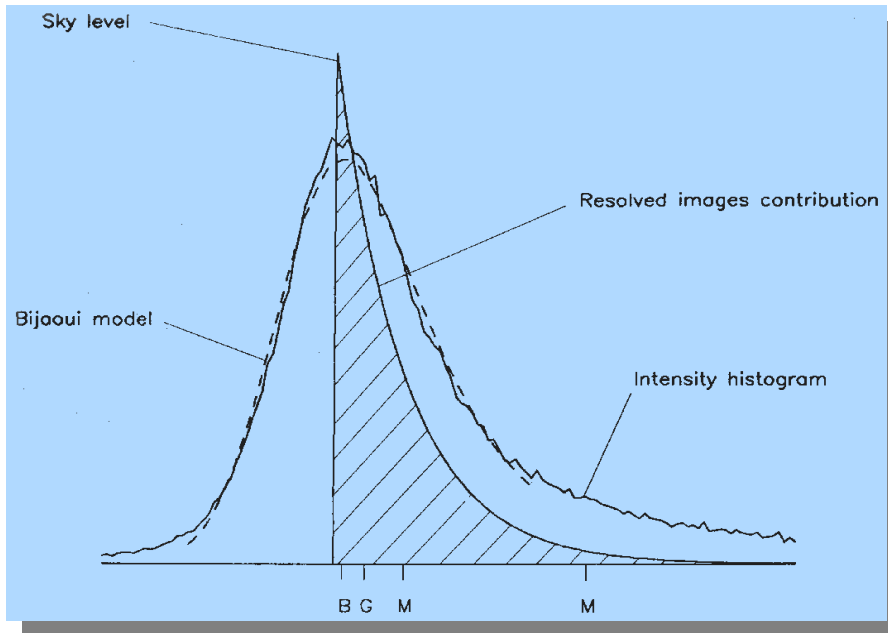 Sky level
Resolved images contribution
Bijaoui model
Intensity histogram
B G M M